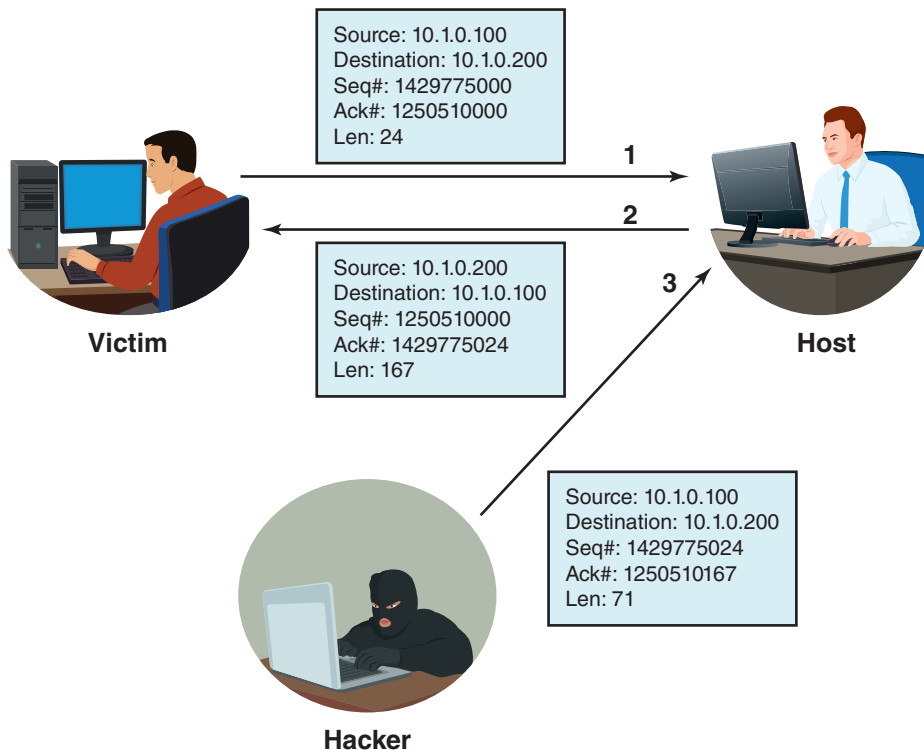 Source: 10.1.0.100
Destination: 10.1.0.200
Seq#: 1429775000
Ack#: 1250510000
Len: 24
1
2
Source: 10.1.0.200
Destination: 10.1.0.100
Seq#: 1250510000
Ack#: 1429775024
Len: 167
3
Victim
Host
Source: 10.1.0.100
Destination: 10.1.0.200
Seq#: 1429775024
Ack#: 1250510167
Len: 71
Hacker